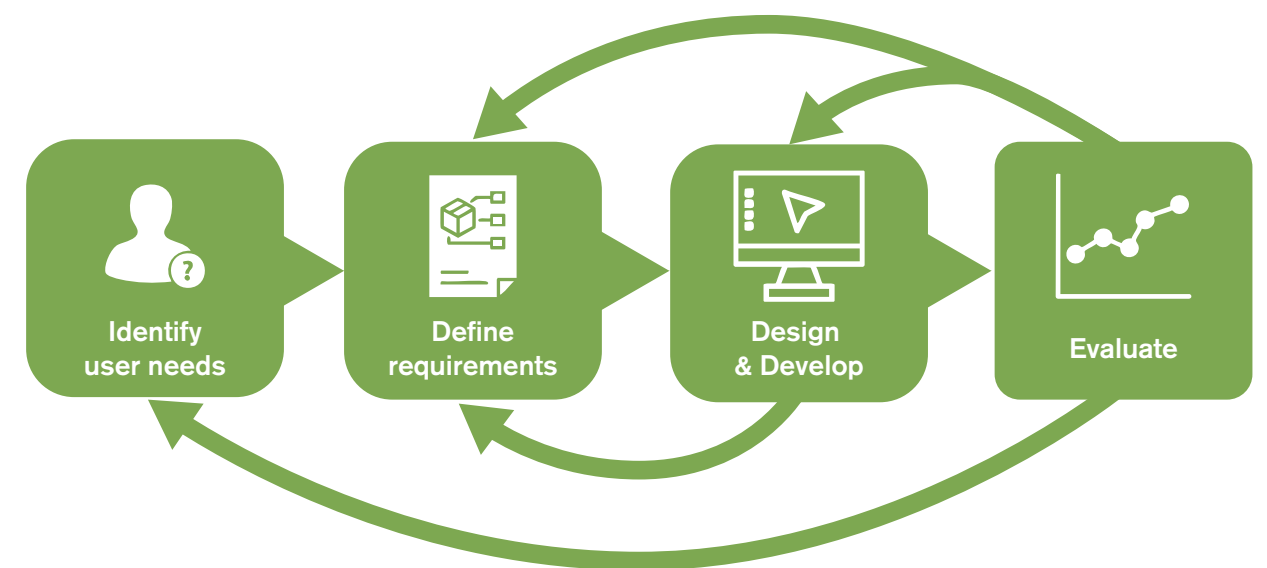 ?
Identify
user needs
Define
requirements
Design
& Develop
Evaluate